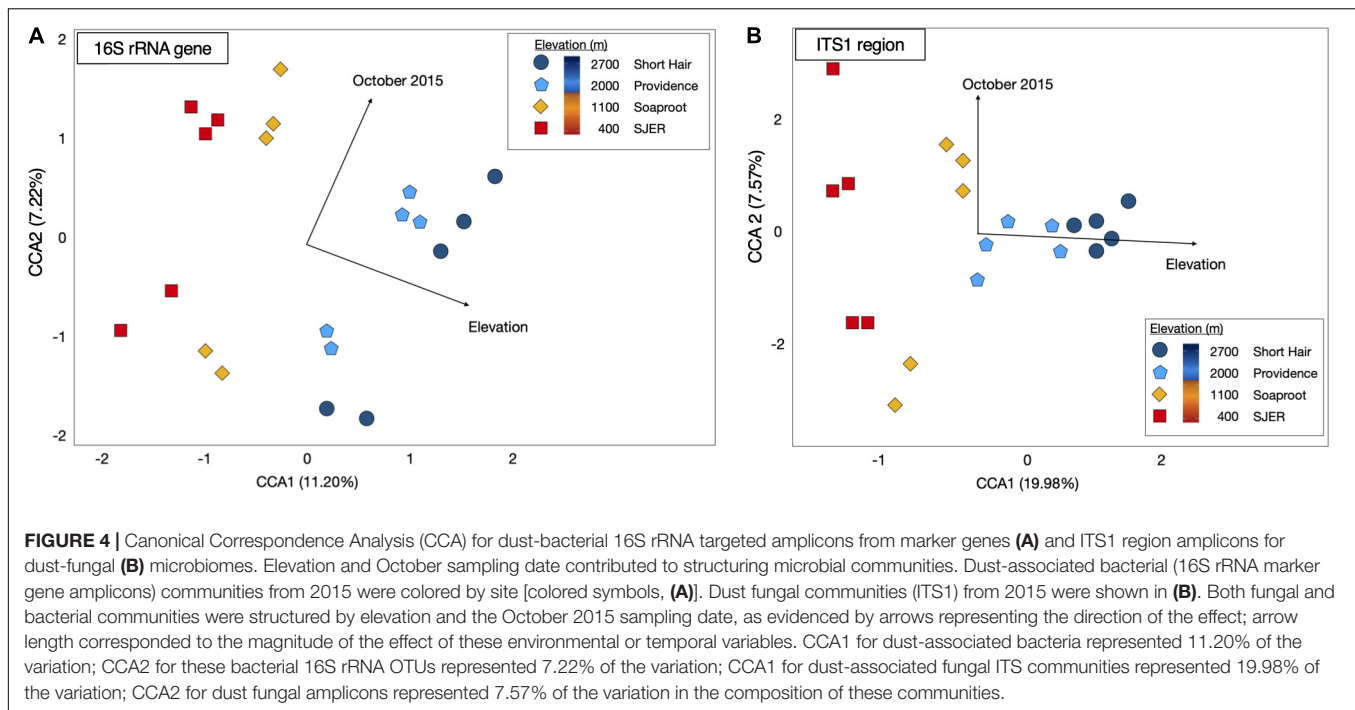 A
16S rRNA gene
2
1
0
-1
-2
CCA2 (7.22%)
-2 -1 0 1 2
CCA1 (11.20%)
October 2015
Elevation
Elevation (m)
2700 Short Hair
2000 Providence
1100 Soaproot
400 SJER
B
ITS1 region
2
0
-2
CCA 2 (7.57%)
-1 0 2
CCA1 (19.98%)
October 2015
Elevation
Elevation (m)
2700 Short Hair
2000 Providence
1100 Soaproot
400 SJER
FIGURE 4 | Canonical Correspondence Analysis (CCA) for dust-bacterial 16S rRNA targeted amplicons from marker genes (A) and ITS1 region amplicons for
dust-fungal (B) microbiomes. Elevation and October sampling date contributed to structuring microbial communities. Dust-associated bacterial (16S rRNA marker
gene amplicons) communities from 2015 were colored by site [colored symbols, (A)]. Dust fungal communities (ITS1) from 2015 were shown in (B). Both fungal and
bacterial communities were structured by elevation and the October 2015 sampling date, as evidenced by arrows representing the direction of the effect; arrow
length corresponded to the magnitude of the effect of these environmental or temporal variables. CCA1 for dust-associated bacteria represented 11.20% of the
variation; CCA2 for these bacterial 16S rRNA OTUs represented 7.22% of the variation; CCA1 for dust-associated fungal ITS communities represented 19.98% of
the variation; CCA2 for dust fungal amplicons represented 7.57% of the variation in the composition of these communities.